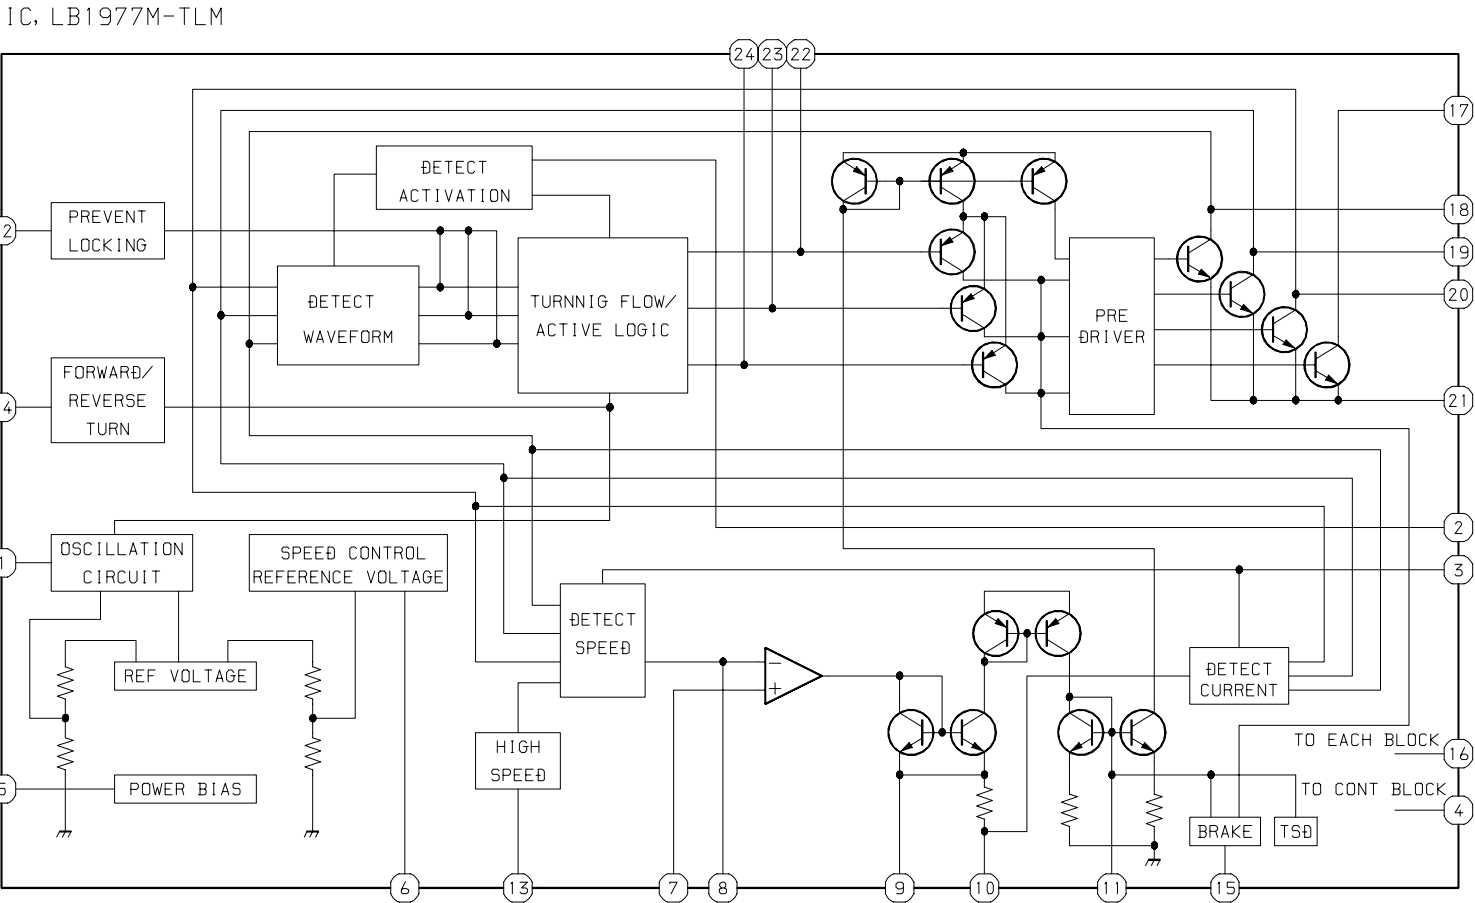 IC, LB1977M-TLM
24 23 22
17
DETECT
ACTIVATION
PREVENT
LOCKING
18
19
20
DETECT
WAVEFORM
TURNNIG FLOW/
ACTIVE LOGIC
PRE
DRIVER
FORWARD/
REVERSE
TURN
21
2
OSCILLATION
CIRCUIT
SPEED CONTROL
REFERENCE VOLTAGE
3
DETECT
SPEED
REF VOLTAGE
DETECT
CURRENT
HIGH
SPEED
TO EACH BLOCK
16
POWER BIAS
TO CONT BLOCK
4
BRAKE
TSD
6
13
7
8
9
10
11
15